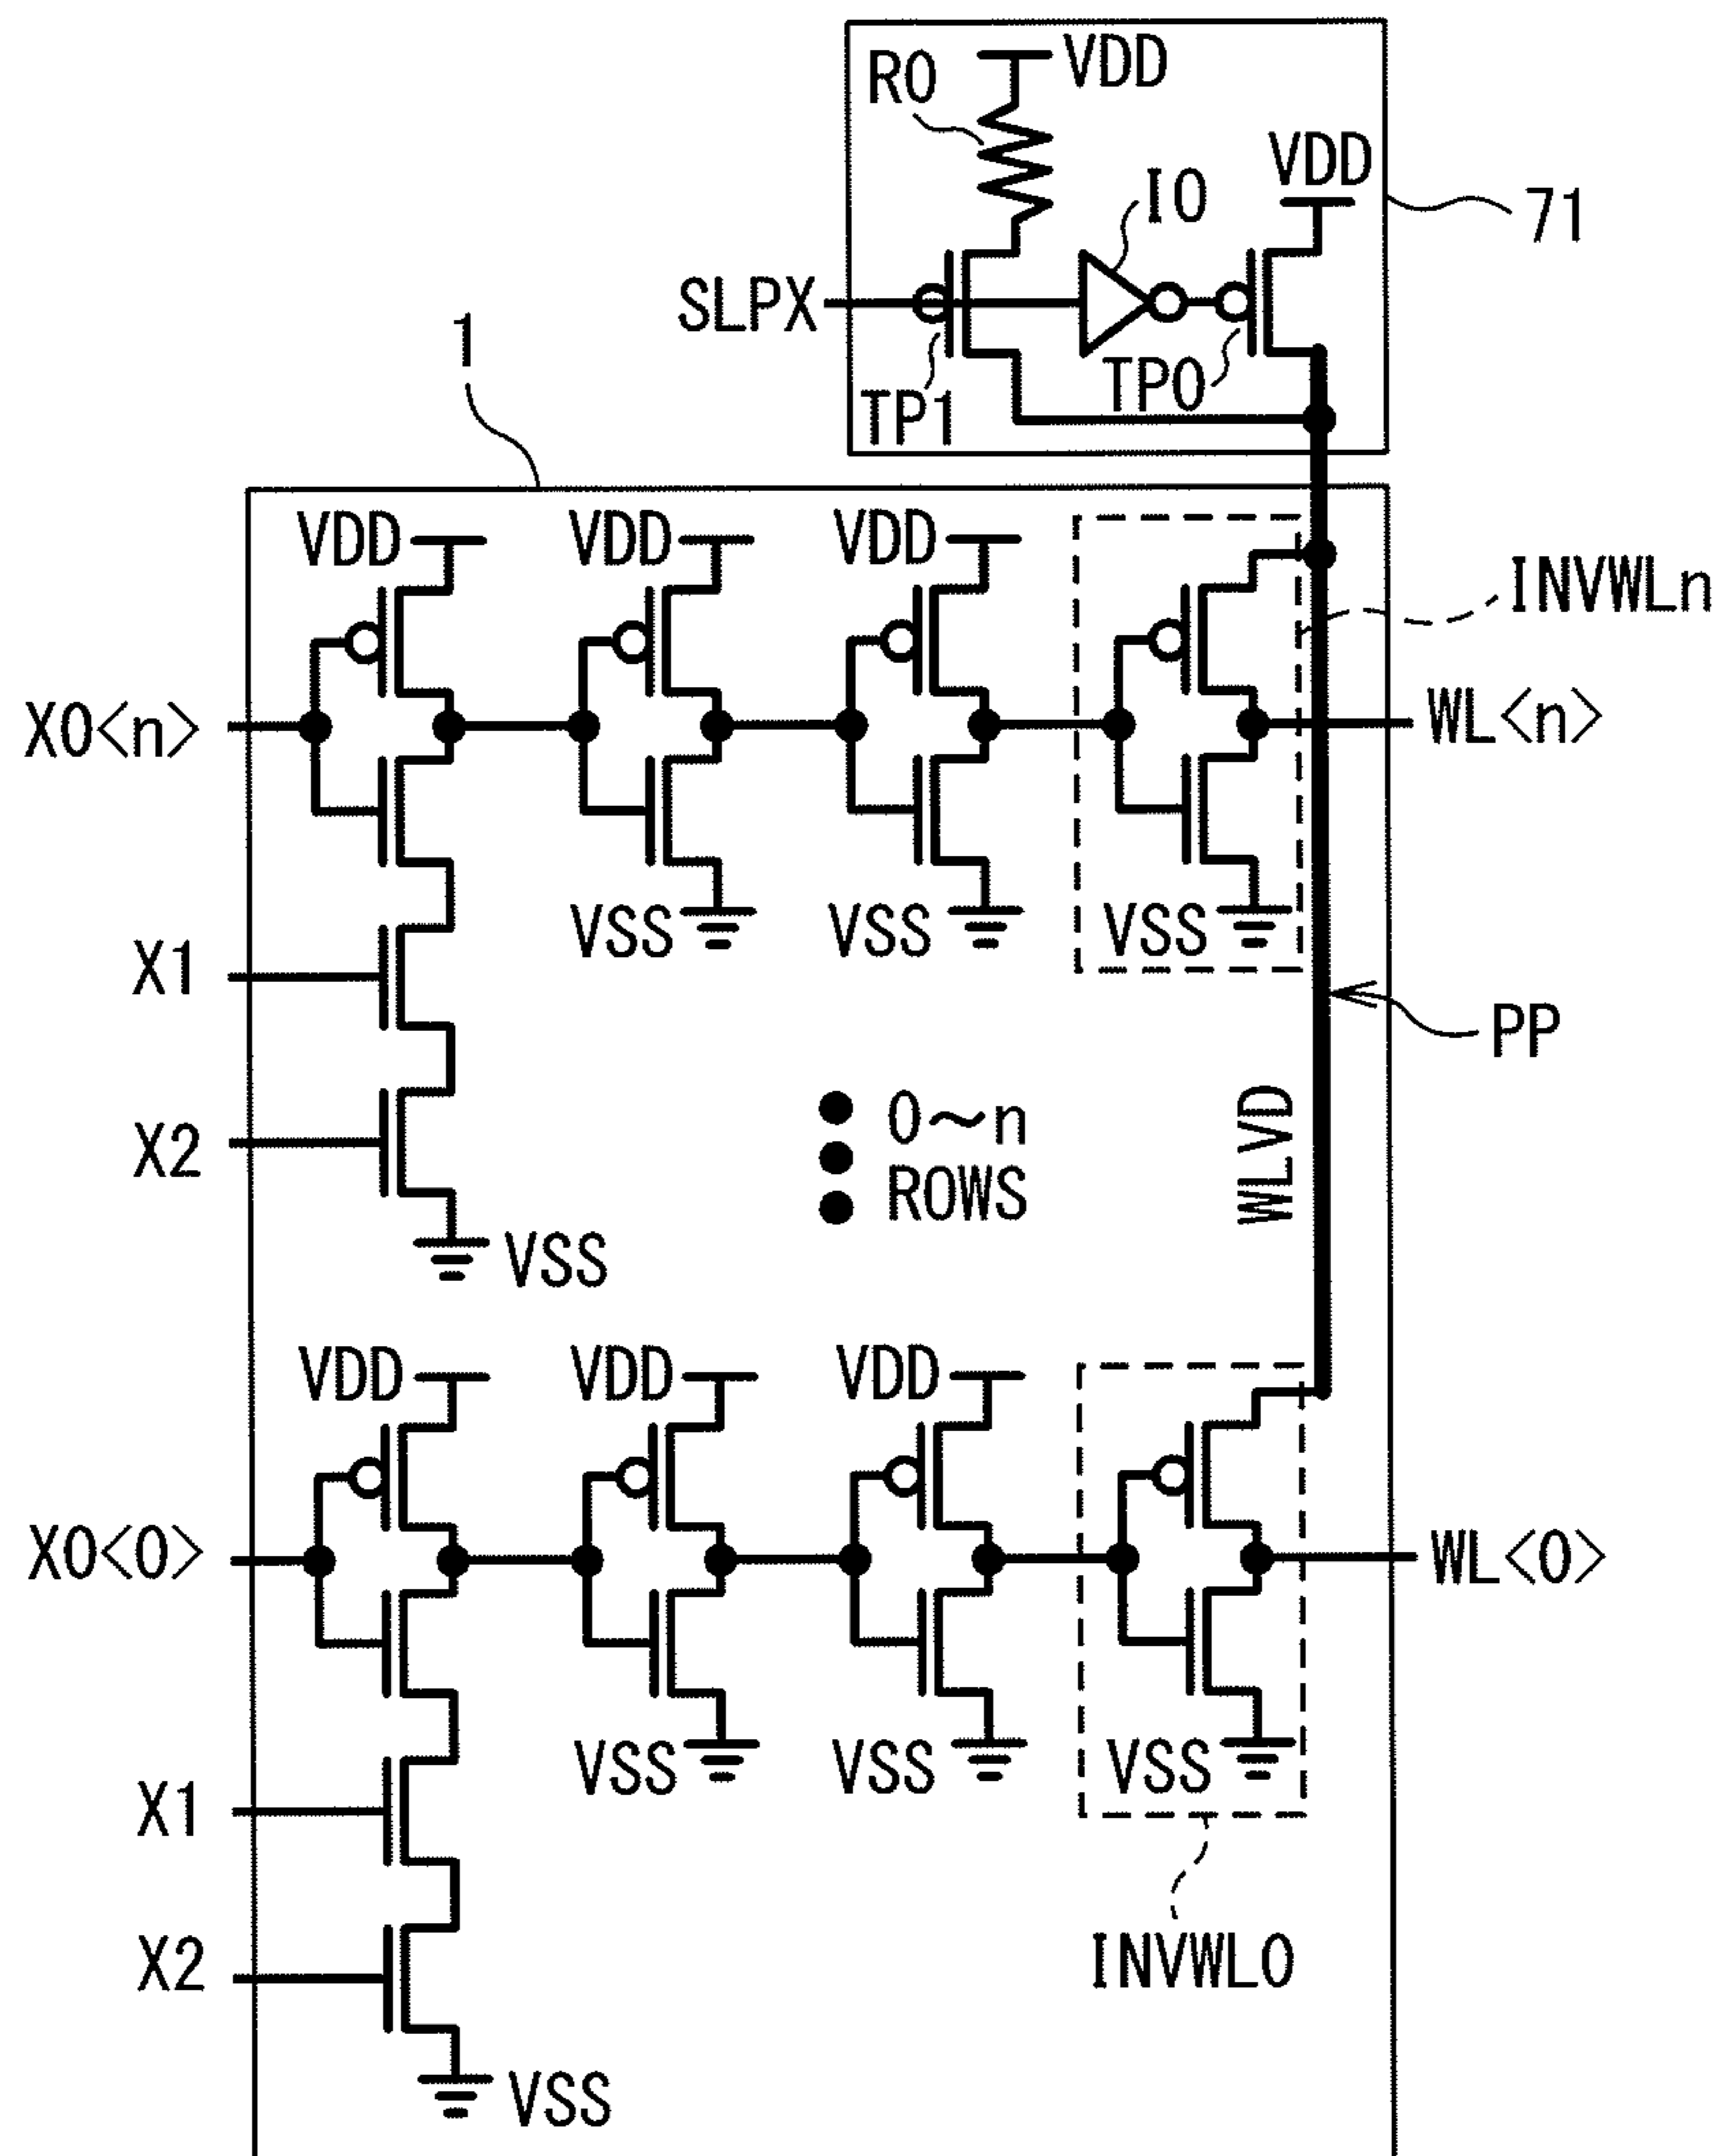 R0
VDD
VDD
I0
71
SLPX
TP1
TP0
1
VDD
VDD
VDD
INVWLn
X0<n>
WL<n>
VSS
VSS
VSS
X1
PP
X2
0~n
ROWS
WLVD
VSS
VDD
VDD
VDD
X0<0>
WL<0>
VSS
VSS
VSS
X1
X2
INVWL0
VSS